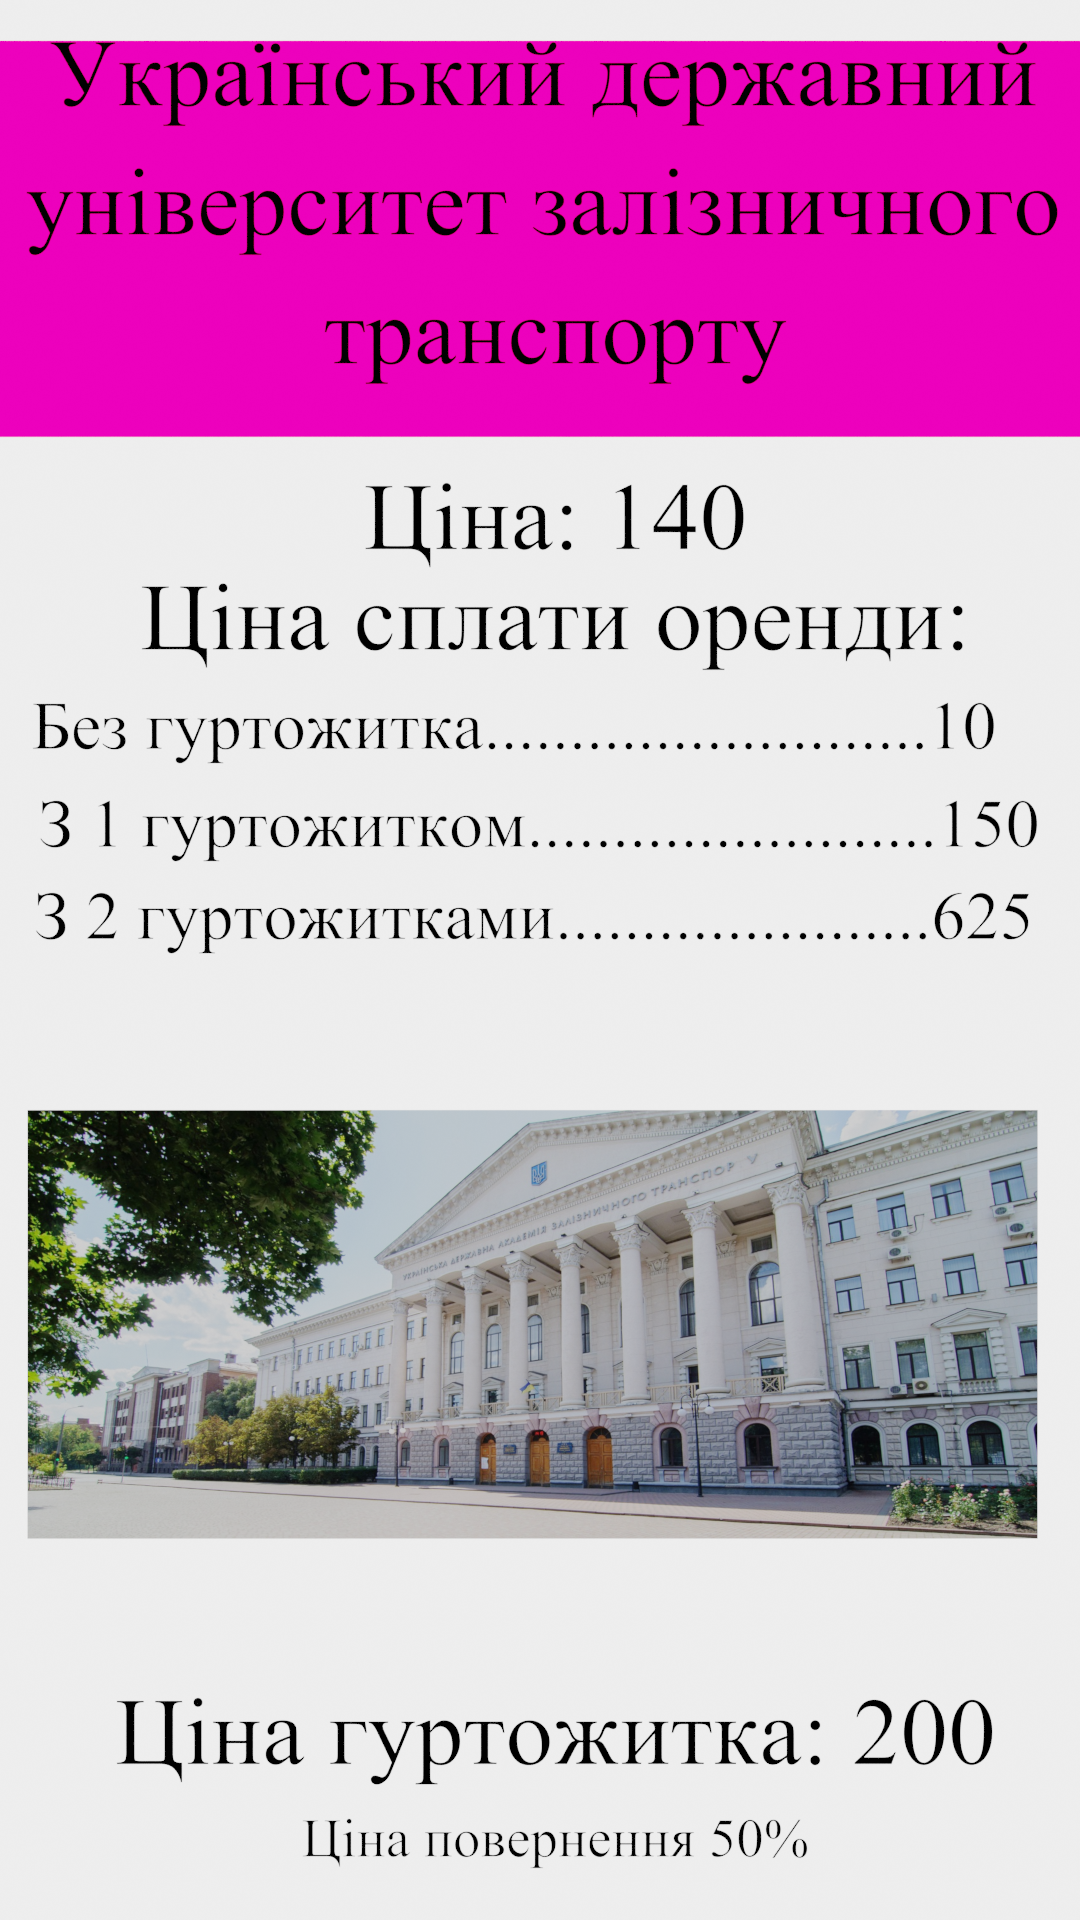 Український державний
університет залізничного
транспорту
Ціна: 140
Ціна сплати оренди:
Без гуртожитка..........................10
З 1 гуртожитком........................150
З 2 гуртожитками......................625
УКРАЇНСЬКА ДЕРЖАВНА АКАДЕМІЯ ЗАЛІЗНИЧНОГО ТРАНСПОР У
Ціна гуртожитка: 200
Ціна повернення 50%